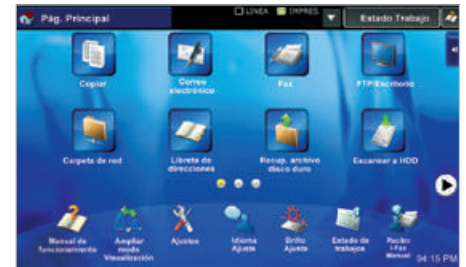 Pág. Principal
LÍNEA
IMPRES.
Estado Trabajo
Copiar
Correo
electrónico
Fax
FTP/Escritorio
Carpeta de red
Libreta de
direcciones
Recup. archivo
disco duro
Escanear a HDD
Manual de
funcionamiento
Ampliar
modo
Visualización
Ajustes
Idioma
Ajuste
Brillo
Ajuste
Estado de
trabajos
Recibir
I-Fax
Manual
04:15 PM